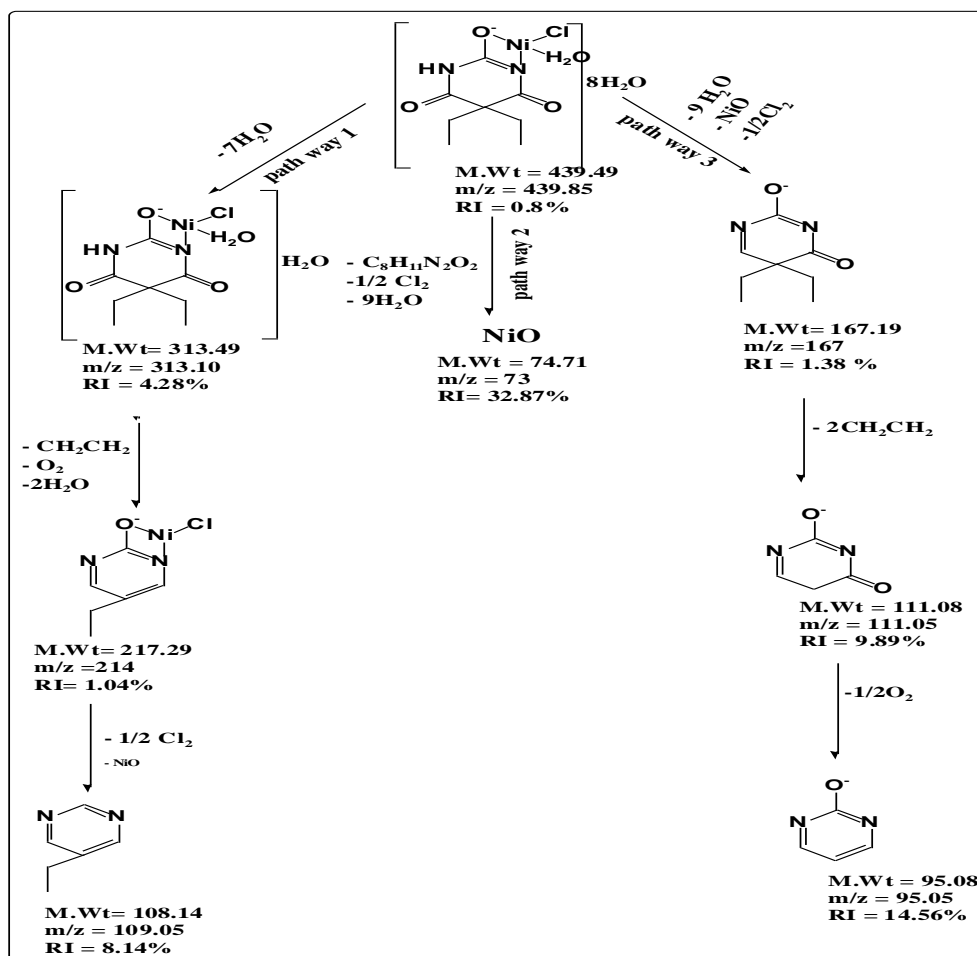 O-
Ni
Cl
H₂O
HN
N
O
O
8H₂O
M.Wt = 439.49
m/z = 439.85
RI = 0.8%
-7H₂O
path way 1
O-
Ni
Cl
H₂O
HN
N
O
O
H₂O
M.Wt= 313.49
m/z = 313.10
RI = 4.28%
- CH₂CH₂
- O₂
-2H₂O
O-
Ni
Cl
N
N
M.Wt = 217.29
m/z =214
RI= 1.04%
- 1/2 Cl₂
- NiO
N
N
M.Wt= 108.14
m/z = 109.05
RI = 8.14%
- C₈H₁₁N₂O₂
-1/2 Cl₂
- 9H₂O
path way 2
NiO
M.Wt = 74.71
m/z = 73
RI= 32.87%
-9 H₂O
- NiO
-1/2Cl₂
path way 3
O-
N
N
O
M.Wt = 167.19
m/z =167
RI = 1.38 %
- 2CH₂CH₂
O-
N
N
O
M.Wt = 111.08
m/z = 111.05
RI = 9.89%
-1/2O₂
O-
N
N
M.Wt = 95.08
m/z = 95.05
RI = 14.56%